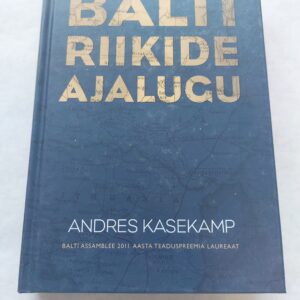 BALTI
RIIKIDE
AJALUGU
ANDRES KASEKAMP
BALTI ASSAMBLEE 2011. AASTA TEADUSPREEMIA LAUREAAT